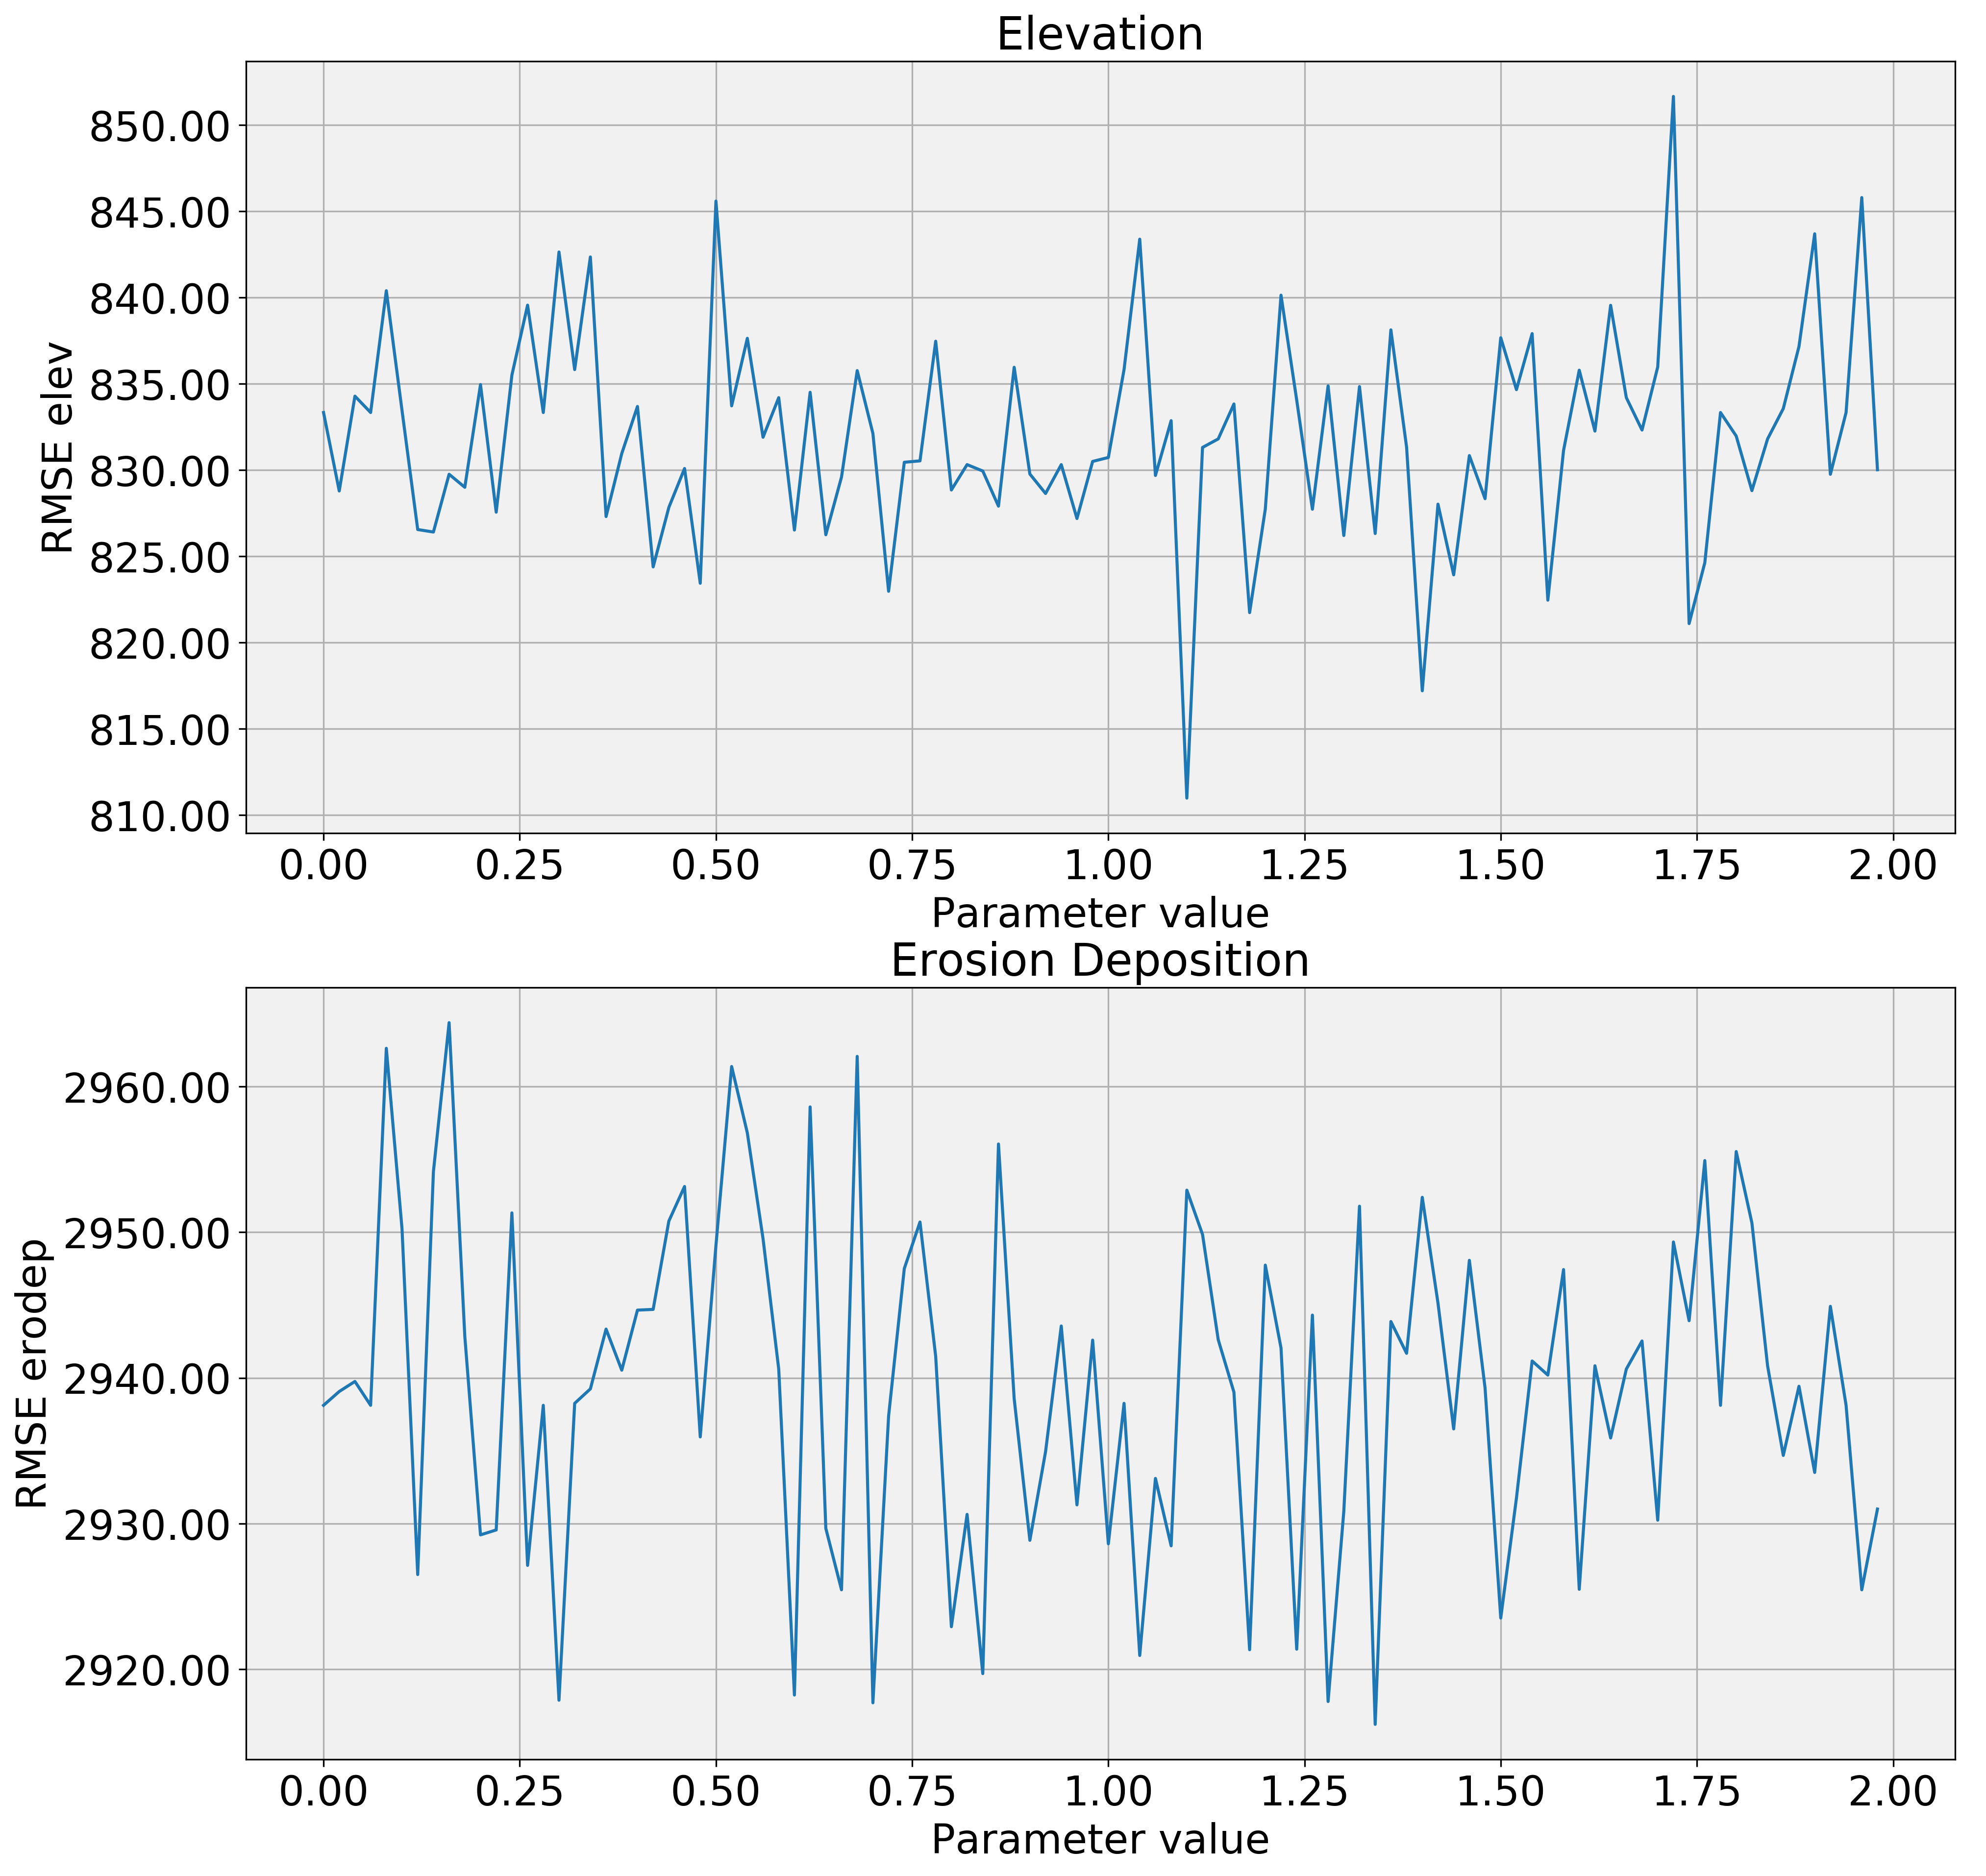 Elevation
850.00
845.00
840.00
835.00
830.00
825.00
820.00
815.00
810.00
RMSE elev
0.00 0.25 0.50 0.75 1.00 1.25 1.50 1.75 2.00
Parameter value
Erosion Deposition
2960.00
2950.00
2940.00
2930.00
2920.00
RMSE erodep
0.00 0.25 0.50 0.75 1.00 1.25 1.50 1.75 2.00
Parameter value